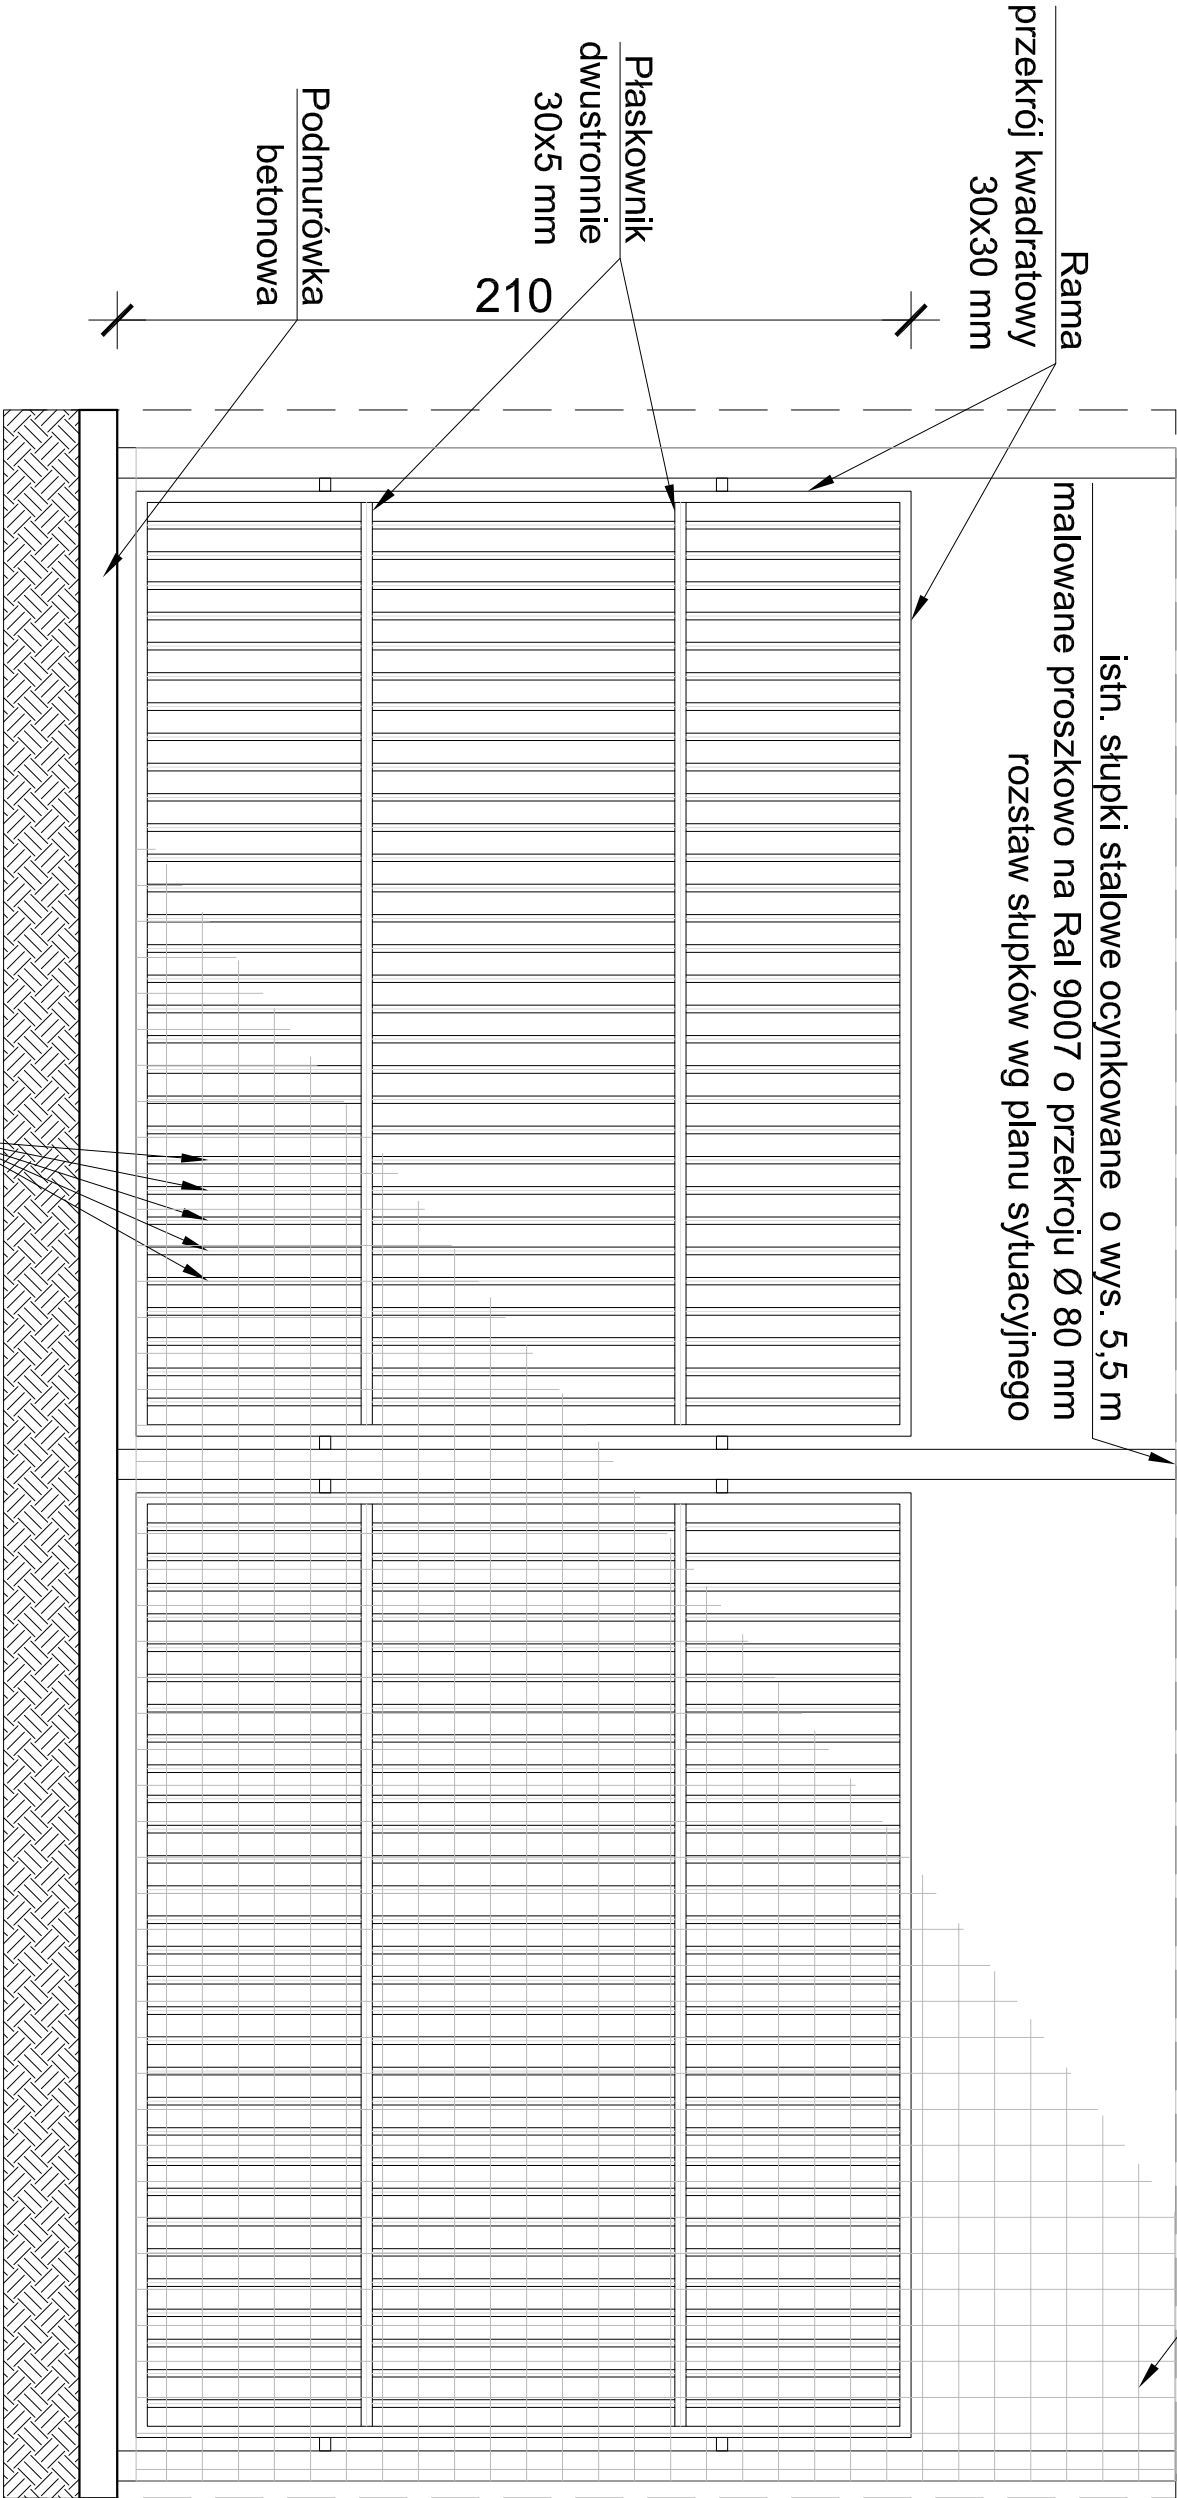 Rama
przekrój kwadratowy
30x30 mm
Płaskownik
dwustronnie
30x5 mm
Podmurówka
betonowa
210
istn. słupki stalowe ocynkowane o wys. 5,5 m
malowane proszkowo na Ral 9007 o przekroju Ø 80 mm
rozstaw słupków wg planu sytuacyjnego